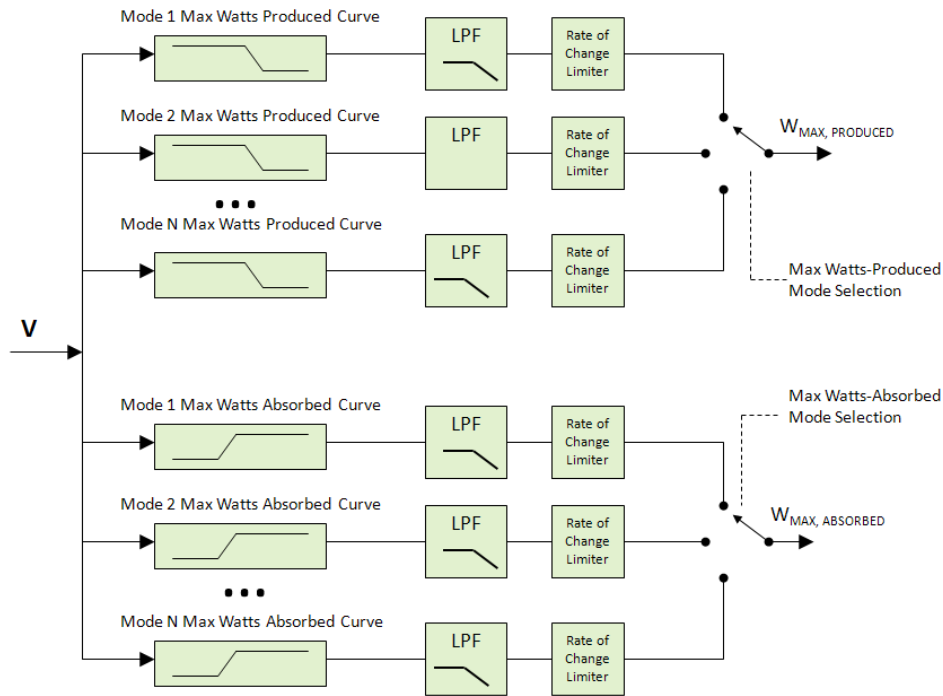 Mode 1 Max Watts Produced Curve
LPF
Rate of
Change
Limiter
Mode 2 Max Watts Produced Curve
LPF
Rate of
Change
Limiter
W MAX, PRODUCED
Mode N Max Watts Produced Curve
LPF
Rate of
Change
Limiter
Max Watts-Produced
Mode Selection
V
Max Watts-Absorbed
Mode Selection
Mode 1 Max Watts Absorbed Curve
LPF
Rate of
Change
Limiter
Mode 2 Max Watts Absorbed Curve
LPF
Rate of
Change
Limiter
W MAX, ABSORBED
Mode N Max Watts Absorbed Curve
LPF
Rate of
Change
Limiter